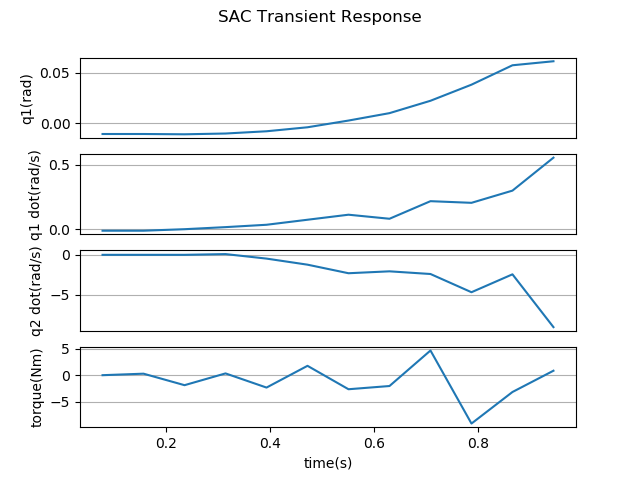 SAC Transient Response
q1(rad)
0.05
0.00
q1 dot(rad/s)
0.5
0.0
q2 dot(rad/s)
0
−5
torque(Nm)
5
0
−5
0.2 0.4 0.6 0.8
time(s)